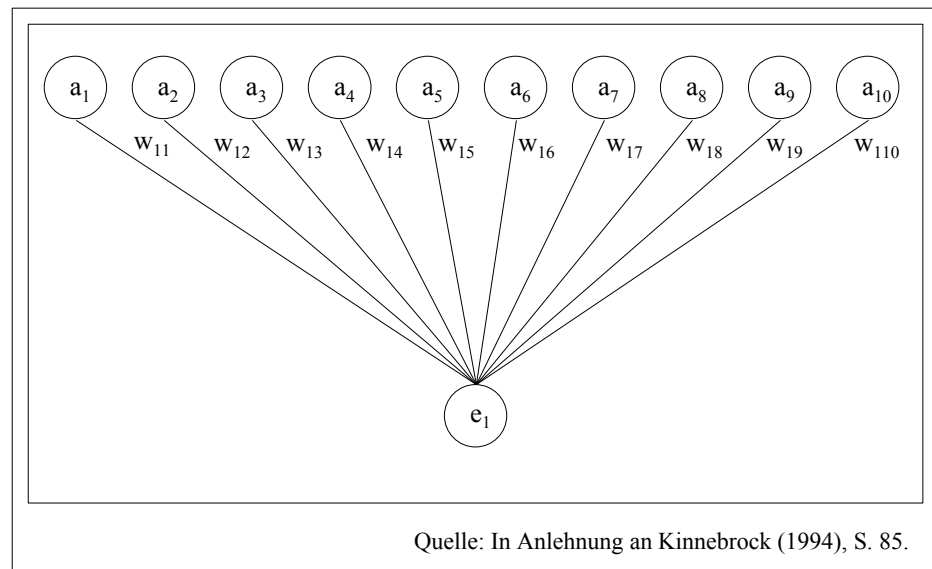 a₁ a₂ a₃ a₄ a₅ a₆ a₇ a₈ a₉ a₁₀
w₁₁ w₁₂ w₁₃ w₁₄ w₁₅ w₁₆ w₁₇ w₁₈ w₁₉ w₁₁₀
e₁
Quelle: In Anlehnung an Kinnebrock (1994), S. 85.